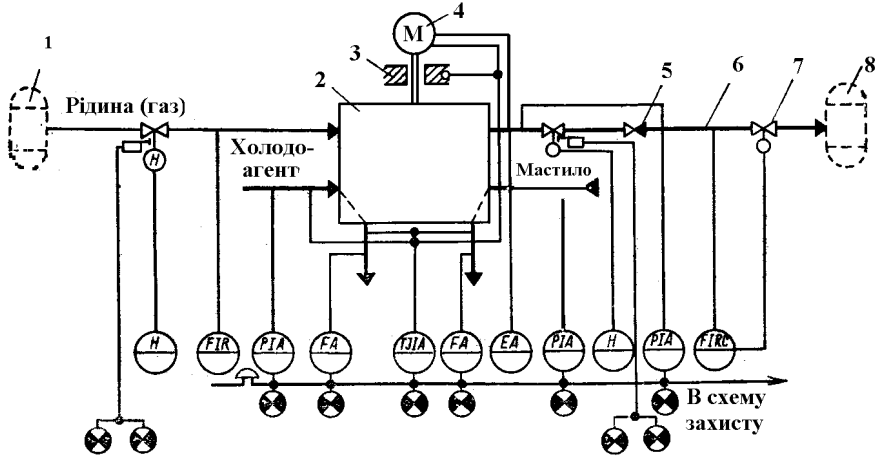 4
M
1
3
5
6
7
8
2
Рідина (газ)
H
Холодо-
агент
Мастило
H
FIR
PIA
FA
TJIA
FA
EA
PIA
H
PIA
FIRC
В схему
захисту